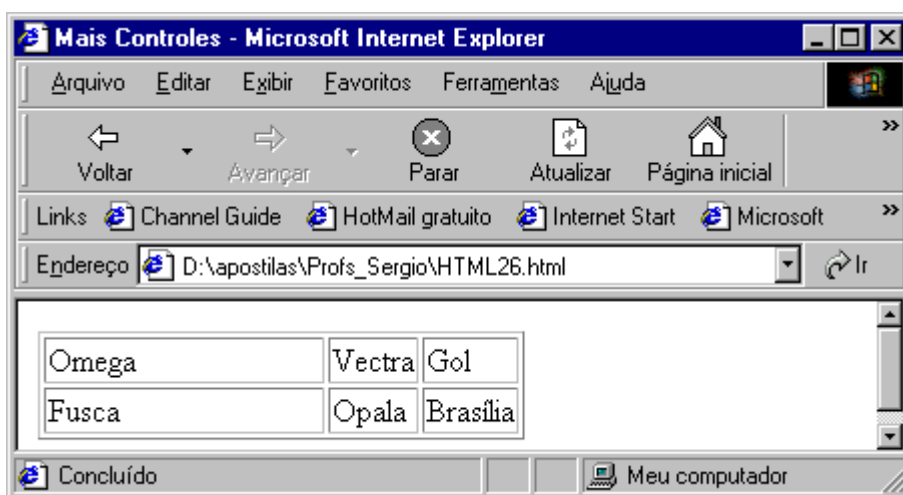 Mais Controles - Microsoft Internet Explorer
Arquivo Editar Exibir Favoritos Ferramentas Ajuda
Voltar Avançar Parar Atualizar Página inicial »
Links Channel Guide HotMail gratuito Internet Start Microsoft »
Endereço D:\apostilas\Profs_Sergio\HTML26.html Ir
Omega Vectra Gol
Fusca Opala Brasília
Concluído Meu computador